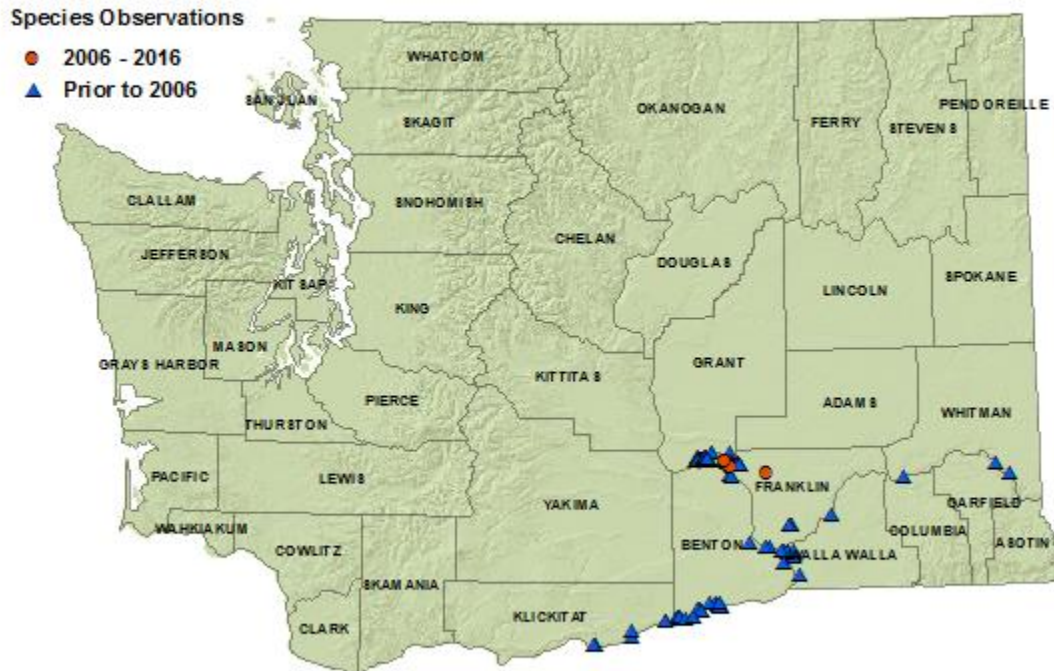 Species Observations
2006 - 2016
Prior to 2006
WHATCOM
SAN JUAN
SKAGIT
OKANOGAN
FERRY
STEVENS
PEND OREILLE
CLALLAM
SNOHOMISH
CHELAN
JEFFERSON
DOUGLAS
KITSAP
SPOKANE
LINCOLN
KING
MASON
GRAYS HARBOR
GRANT
KITTITAS
PIERCE
ADAMS
WHITMAN
THURSTON
PACIFIC
LEWIS
FRANKLIN
YAKIMA
GARFIELD
WAHKIAKUM
COLUMBIA
COWLITZ
BENTON
WALLA WALLA
ASOTIN
SKAMANIA
KLICKITAT
CLARK